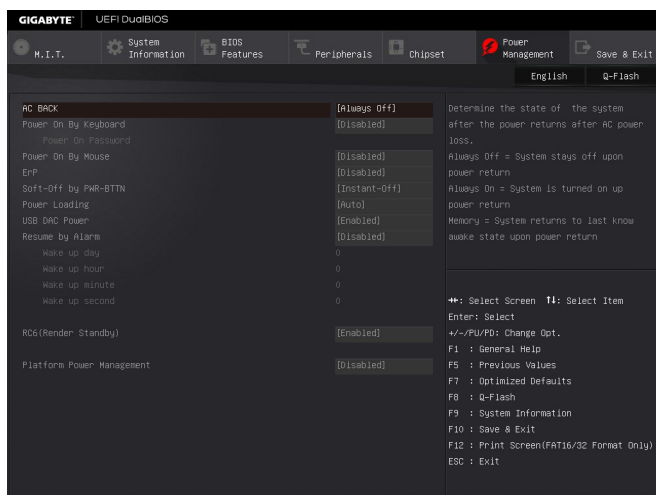 GIGABYTE™ UEFI DualBIOS
M.I.T.
System Information
BIOS Features
Peripherals
Chipset
Power Management
Save & Exit
English Q-Flash
AC BACK [Always Off]
Power On By Keyboard [Disabled]
Power On Password
Power On By Mouse [Disabled]
ErP [Disabled]
Soft-Off by PWR-BTTN [Instant-Off]
Power Loading [Auto]
USB DAC Power [Enabled]
Resume by Alarm [Disabled]
Wake up day 0
Wake up hour 0
Wake up minute 0
Wake up second 0
RC6(Render Standby) [Enabled]
Platform Power Management [Disabled]
Determine the state of the system
after the power returns after AC power
loss.
Always Off = System stays off upon
power return
Always On = System is turned on up
power return
Memory = System returns to last know
awake state upon power return
→←: Select Screen ↑↓: Select Item
Enter: Select
+/-/PU/PD: Change Opt.
F1 : General Help
F5 : Previous Values
F7 : Optimized Defaults
F8 : Q-Flash
F9 : System Information
F10 : Save & Exit
F12 : Print Screen(FAT16/32 Format Only)
ESC : Exit